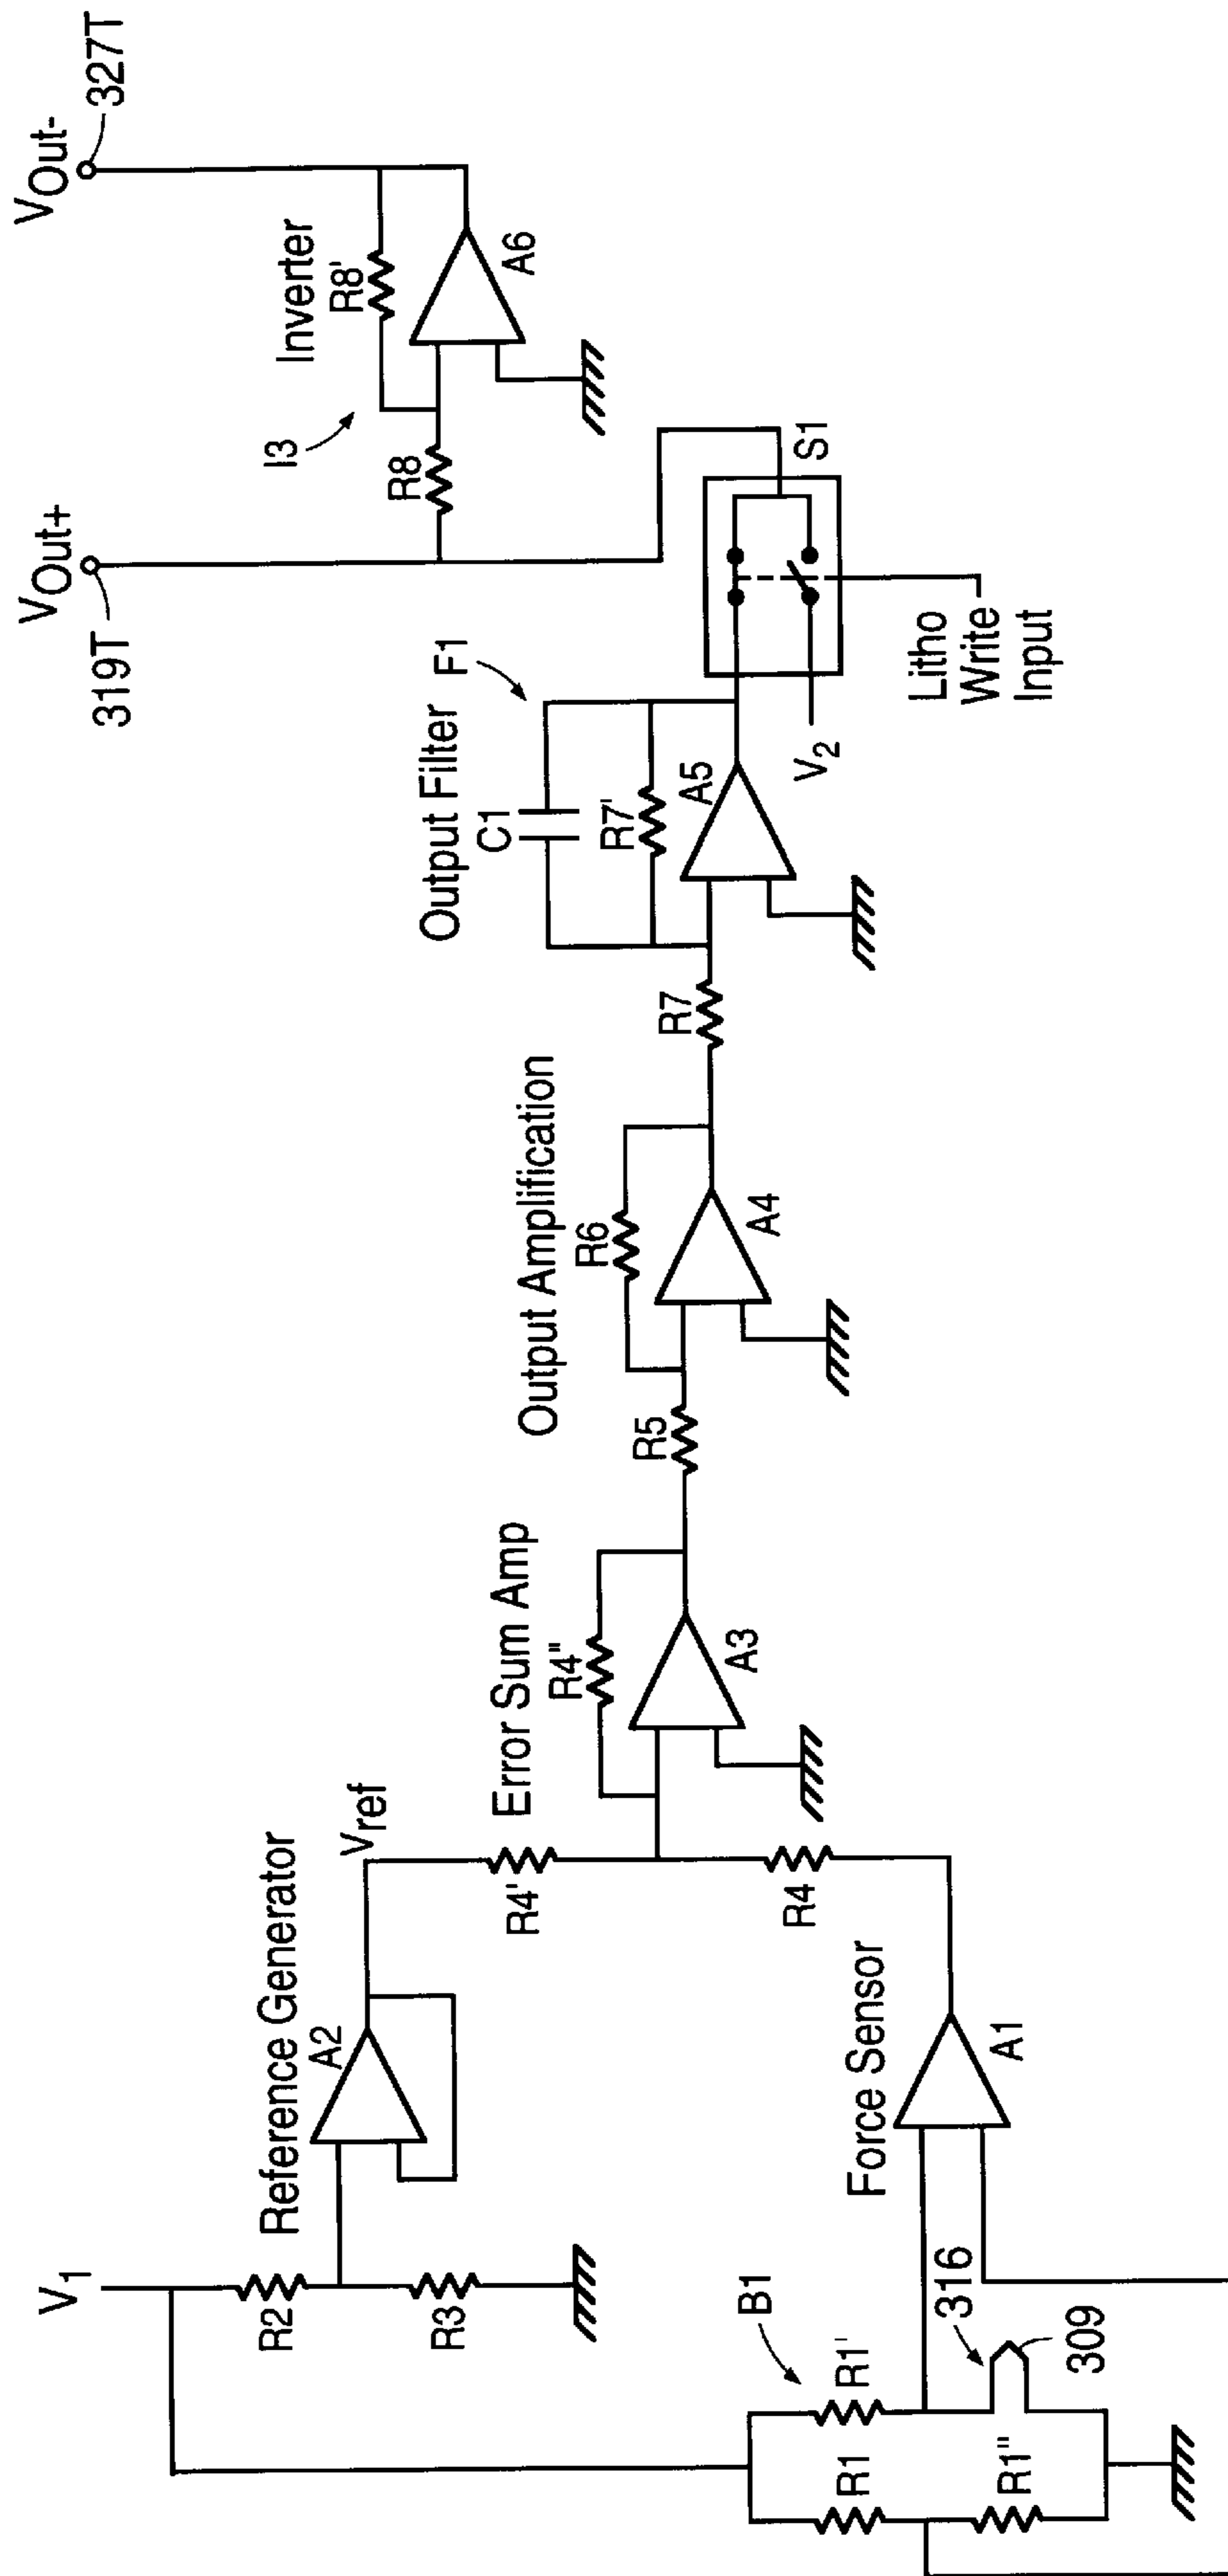 V1
R2
R3
Reference Generator
A2
Vref
R4'
R4
B1
R1
R1'
R1"
316
309
Force Sensor
A1
Error Sum Amp
R4"
A3
R5
Output Amplification
R6
A4
R7
Output Filter
F1
C1
R7'
A5
V2
S1
Litho
Write
Input
VOut+
319T
R8
I3
Inverter
R8'
A6
VOut-
327T